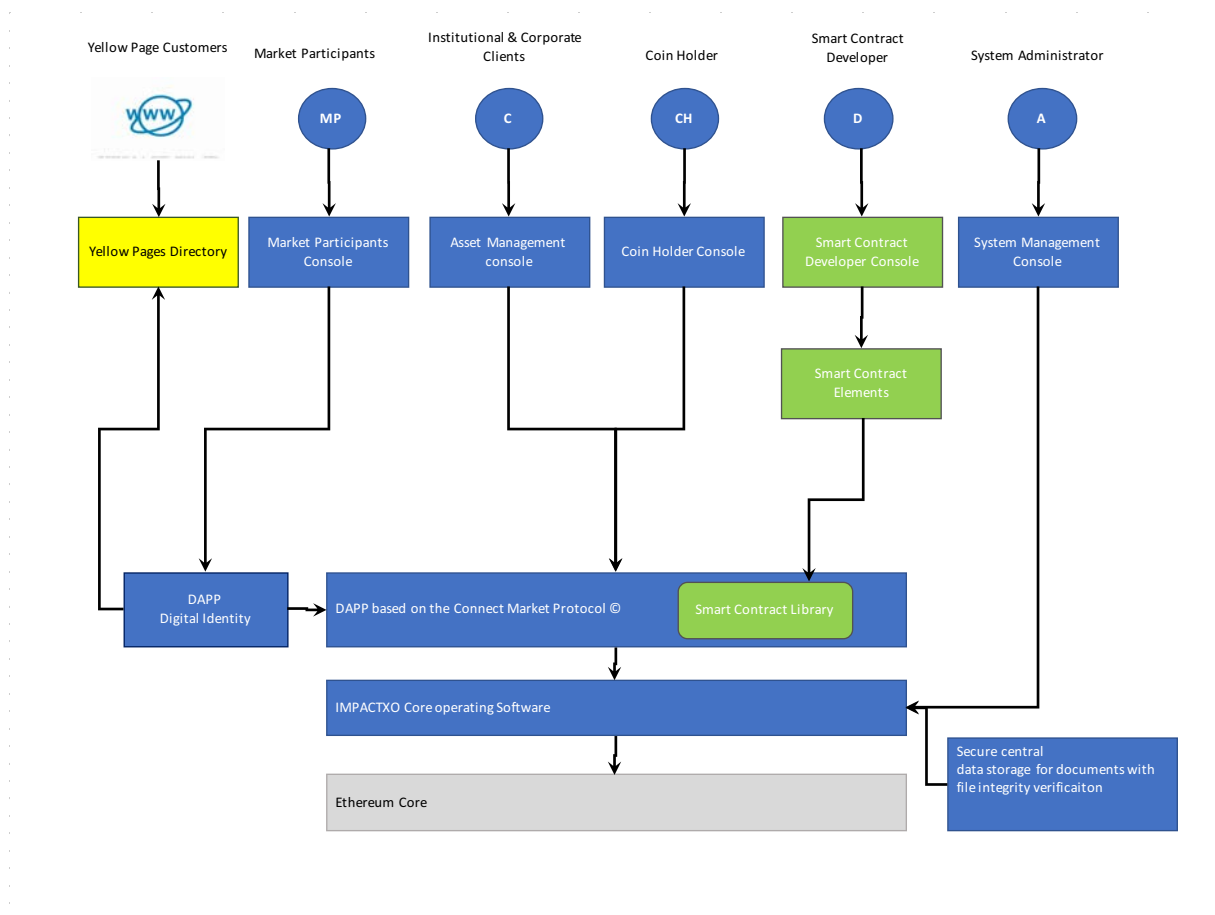 Yellow Page Customers
Market Participants
Institutional & Corporate
Clients
Coin Holder
Smart Contract
Developer
System Administrator
www
MP
C
CH
D
A
Yellow Pages Directory
Market Participants
Console
Asset Management
console
Coin Holder Console
Smart Contract
Developer Console
System Management
Console
Smart Contract
Elements
DAPP
Digital Identity
DAPP based on the Connect Market Protocol ©
Smart Contract Library
IMPACTXO Core operating Software
Secure central
data storage for documents with
file integrity verificaiton
Ethereum Core